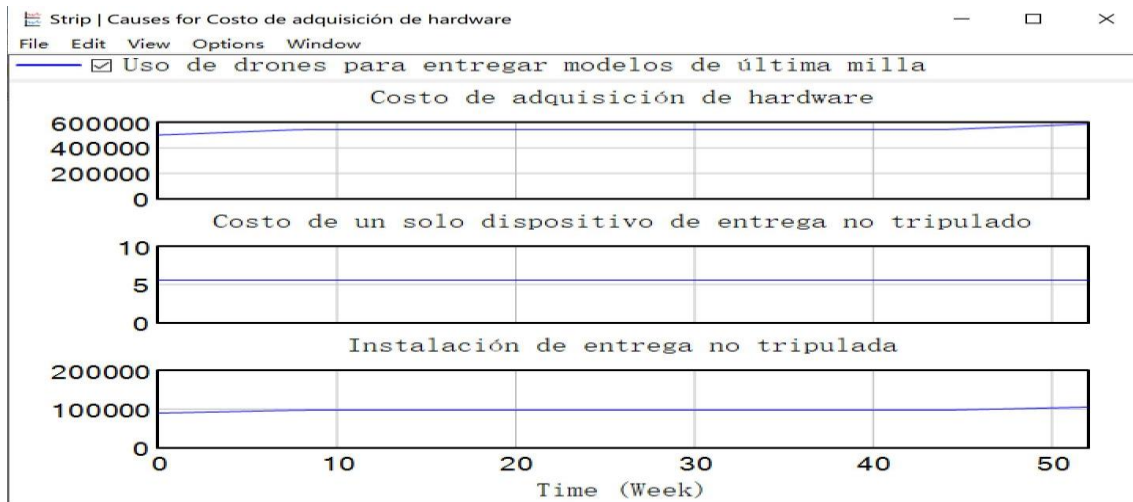 Strip | Causes for Costo de adquisición de hardware
File Edit View Options Window
Uso de drones para entregar modelos de última milla
Costo de adquisición de hardware
600000
400000
200000
0
Costo de un solo dispositivo de entrega no tripulado
10
5
0
Instalación de entrega no tripulada
200000
100000
0
0 10 20 30 40 50
Time (Week)